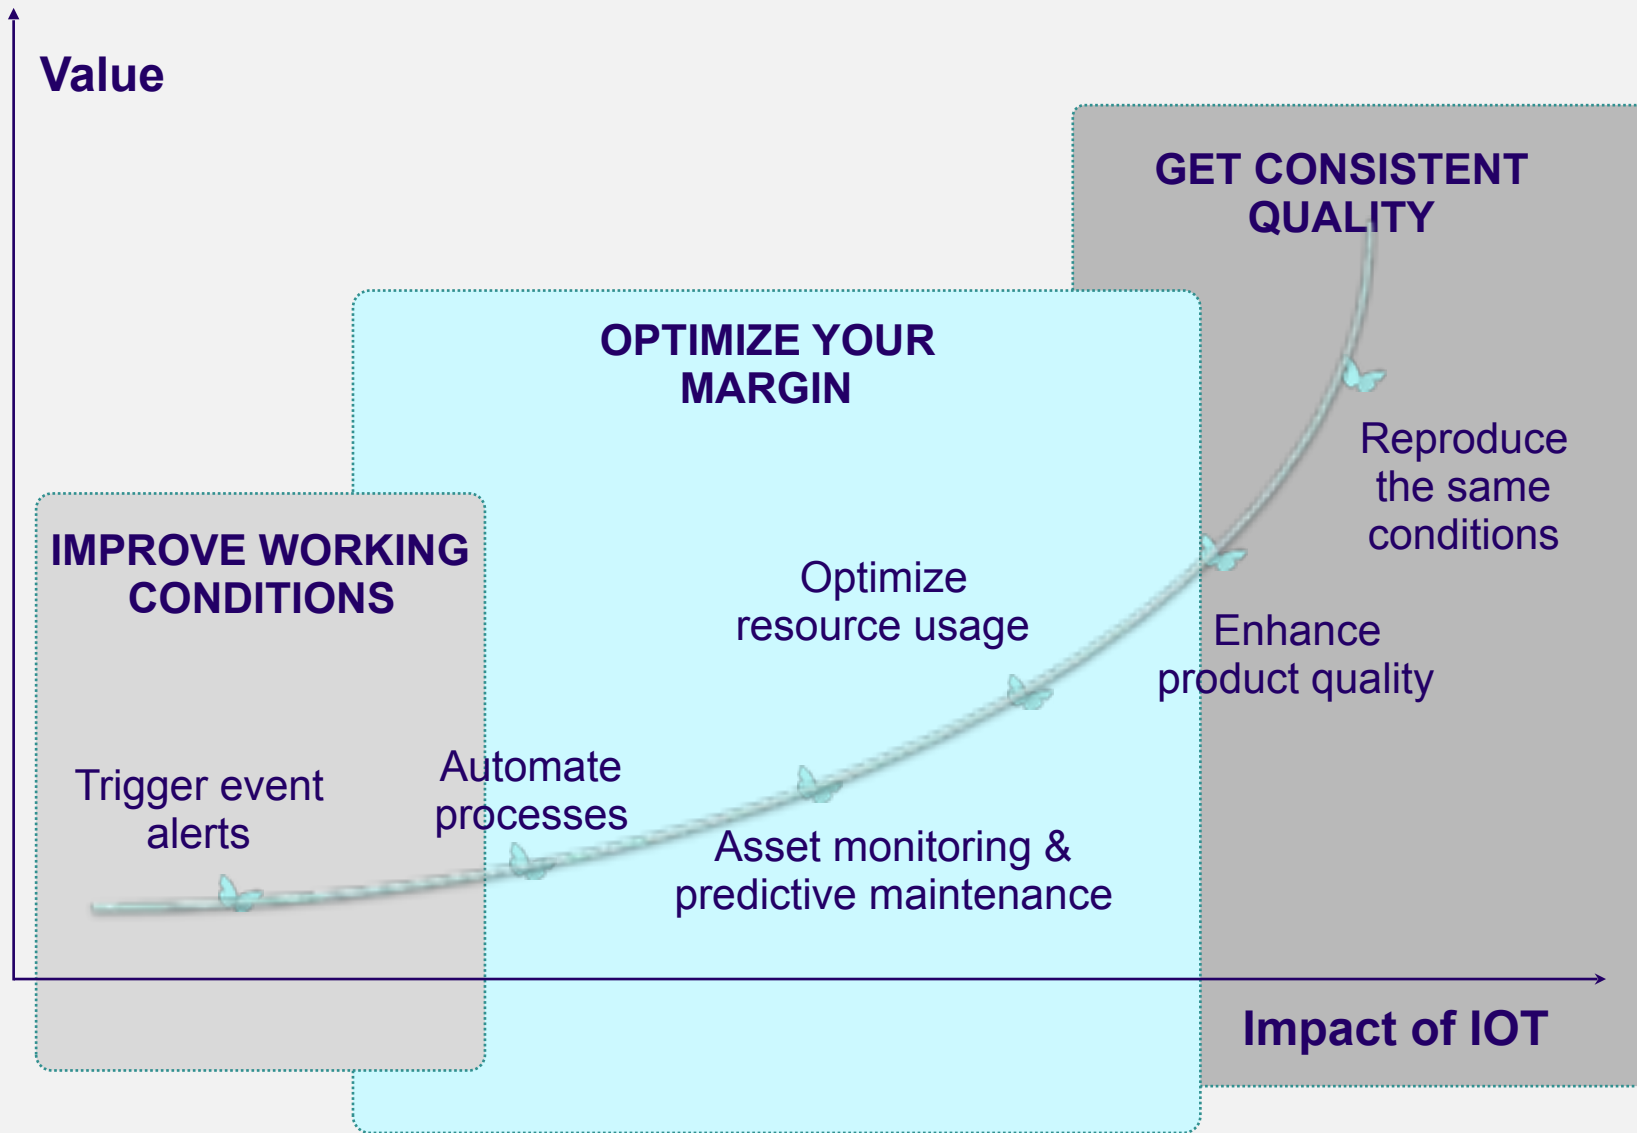 Value
GET CONSISTENT
QUALITY
OPTIMIZE YOUR
MARGIN
IMPROVE WORKING
CONDITIONS
Reproduce
the same
conditions
Optimize
resource usage
Enhance
product quality
Automate
processes
Trigger event
alerts
Asset monitoring &
predictive maintenance
Impact of IOT